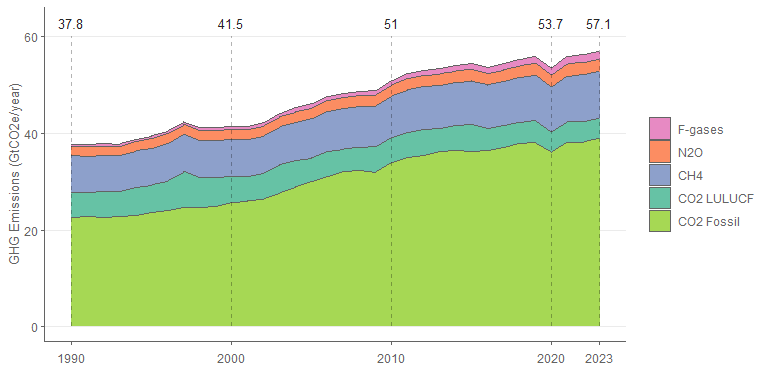 37.8 41.5 51 53.7 57.1
60
40
20
0
GHG Emissions (GtCO2e/year)
1990 2000 2010 2020 2023
F-gases
N2O
CH4
CO2 LULUCF
CO2 Fossil